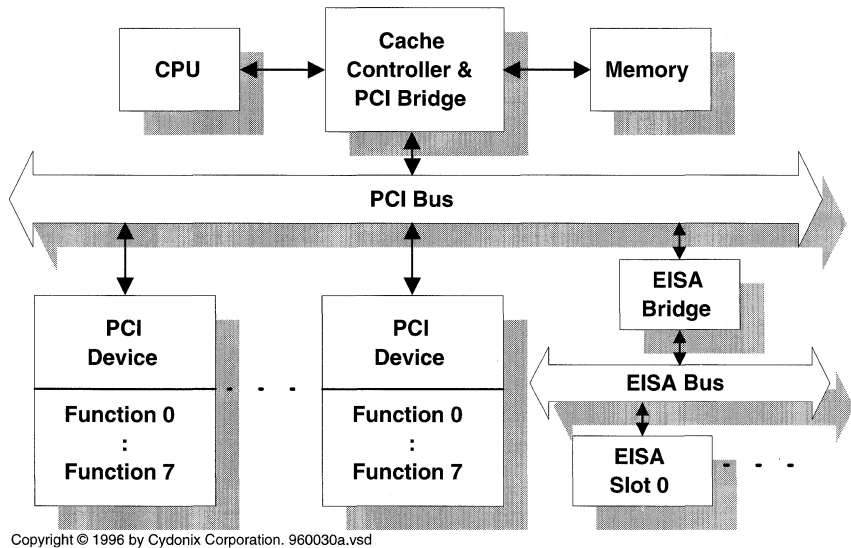 CPU
Cache
Controller &
PCI Bridge
Memory
PCI Bus
PCI
Device
Function 0
:
Function 7
- - -
PCI
Device
Function 0
:
Function 7
EISA
Bridge
EISA Bus
EISA
Slot 0
- - -
Copyright © 1996 by Cydonix Corporation. 960030a.vsd